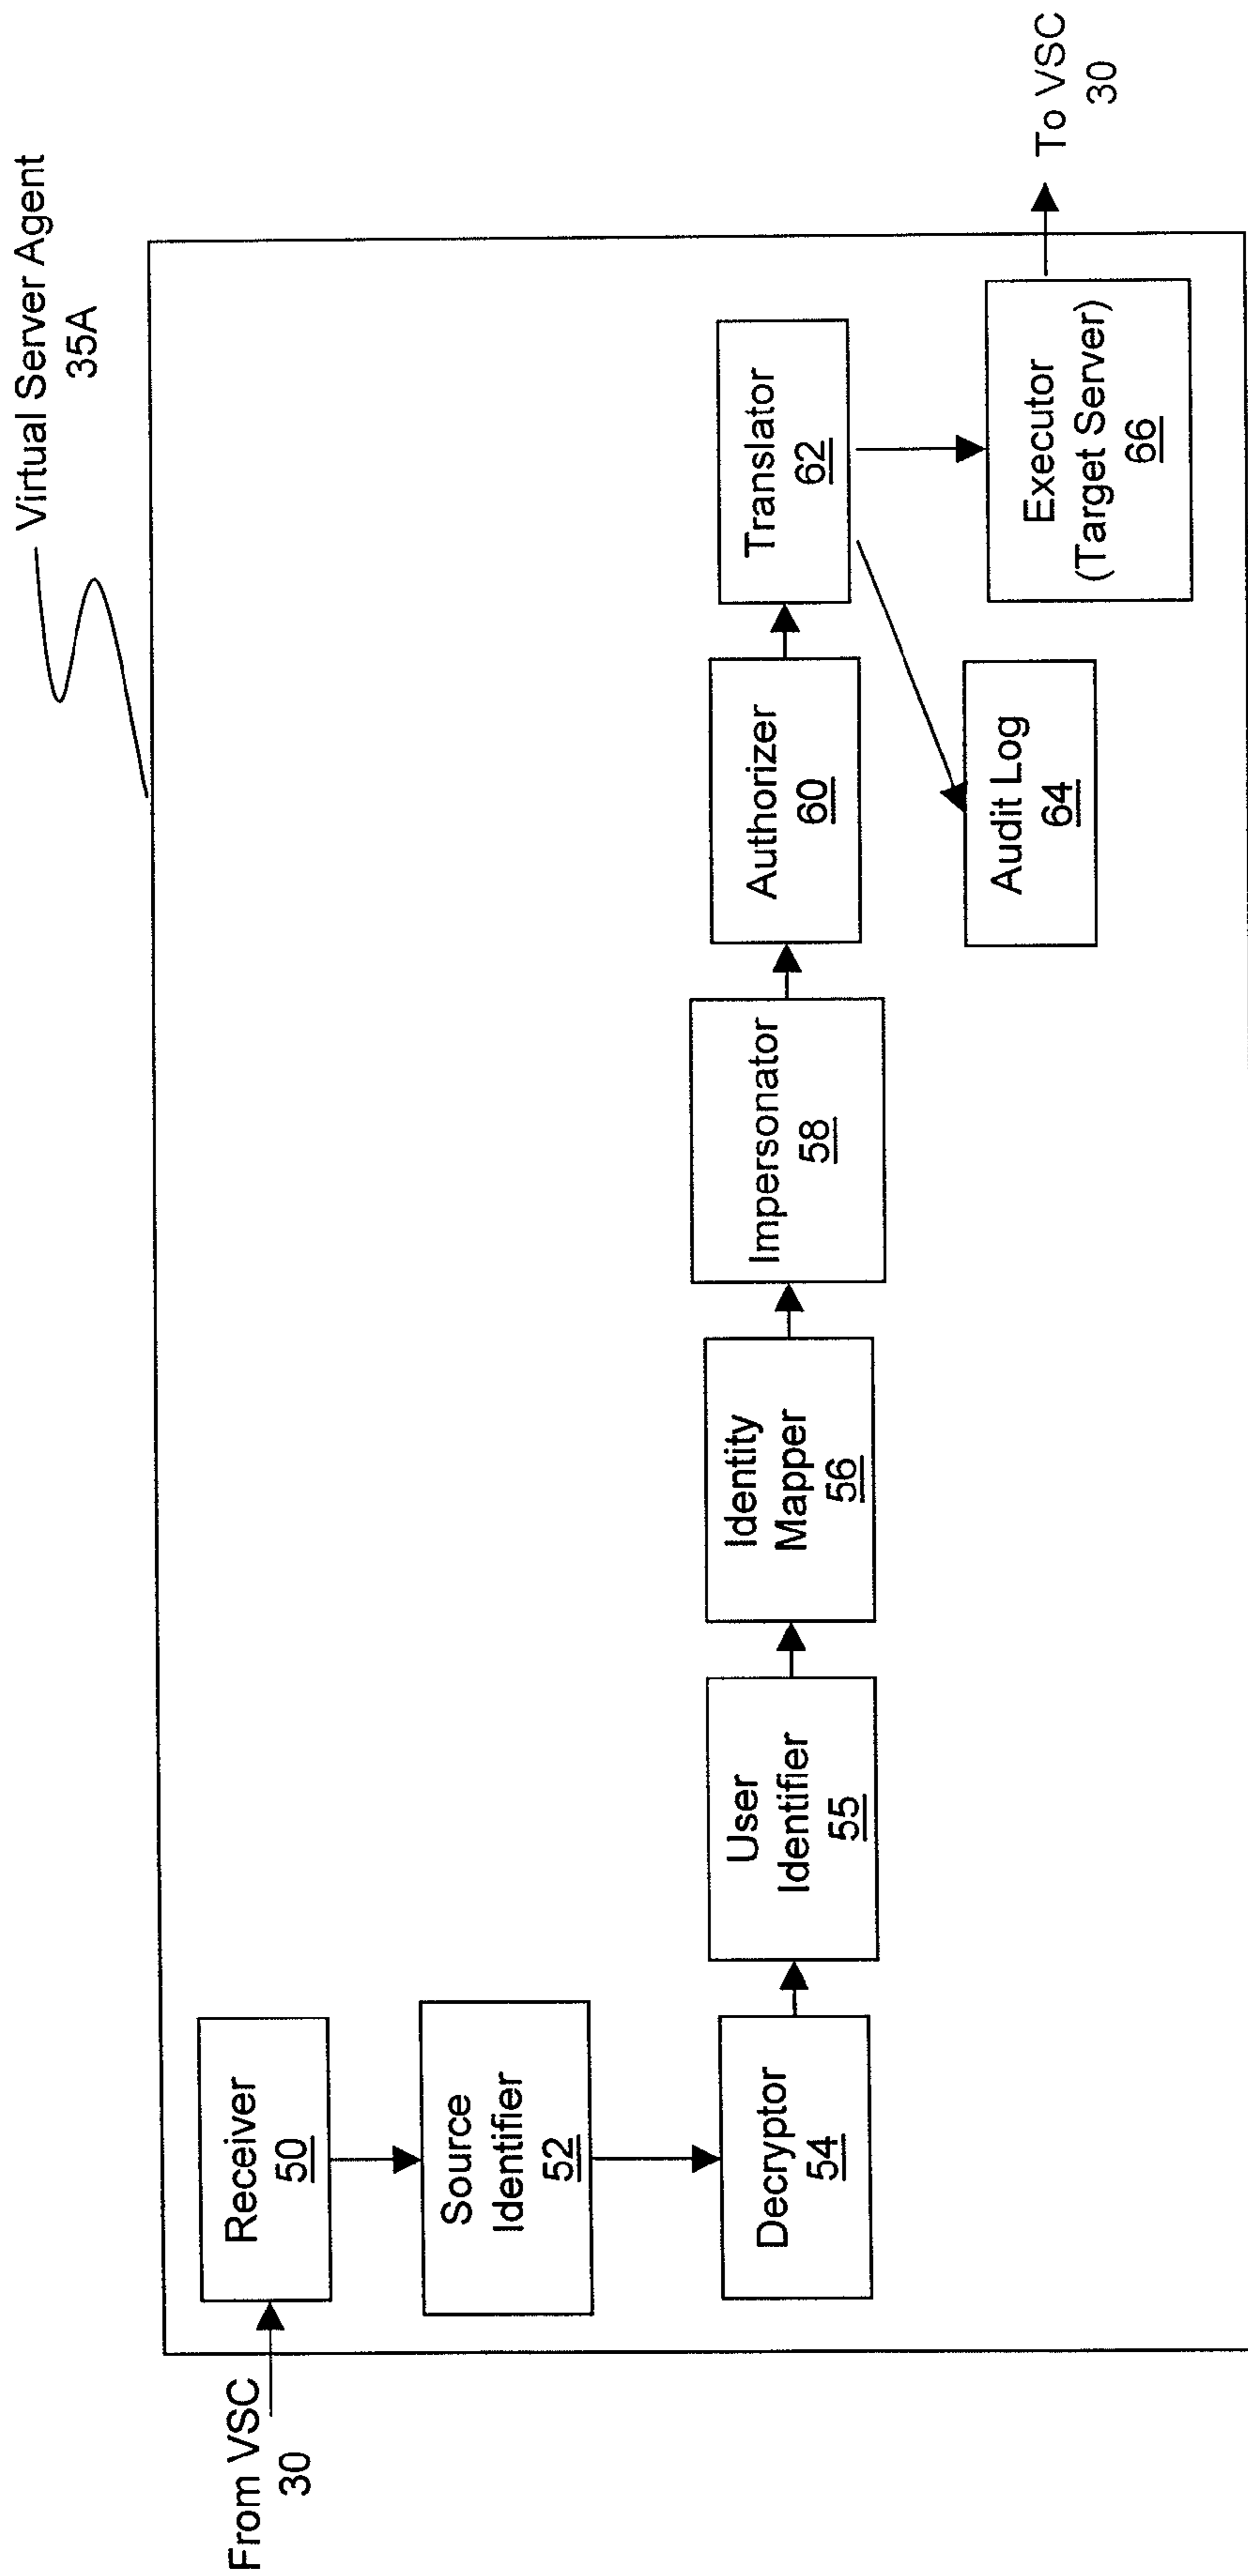 Virtual Server Agent
35A
From VSC
30
Receiver
50
Source
Identifier
52
Decryptor
54
User
Identifier
55
Identity
Mapper
56
Impersonator
58
Authorizer
60
Translator
62
Audit Log
64
Executor
(Target Server)
66
To VSC
30